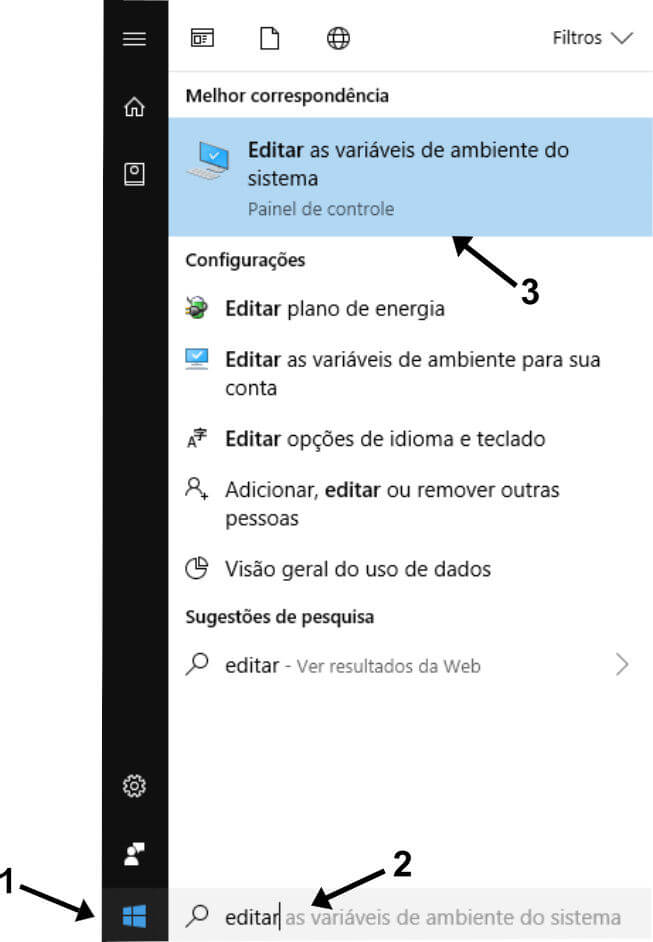 Filtros
Melhor correspondência
Editar as variáveis de ambiente do
sistema
Painel de controle
3
Configurações
Editar plano de energia
Editar as variáveis de ambiente para sua
conta
Editar opções de idioma e teclado
Adicionar, editar ou remover outras
pessoas
Visão geral do uso de dados
Sugestões de pesquisa
editar - Ver resultados da Web
2
1
editar as variáveis de ambiente do sistema